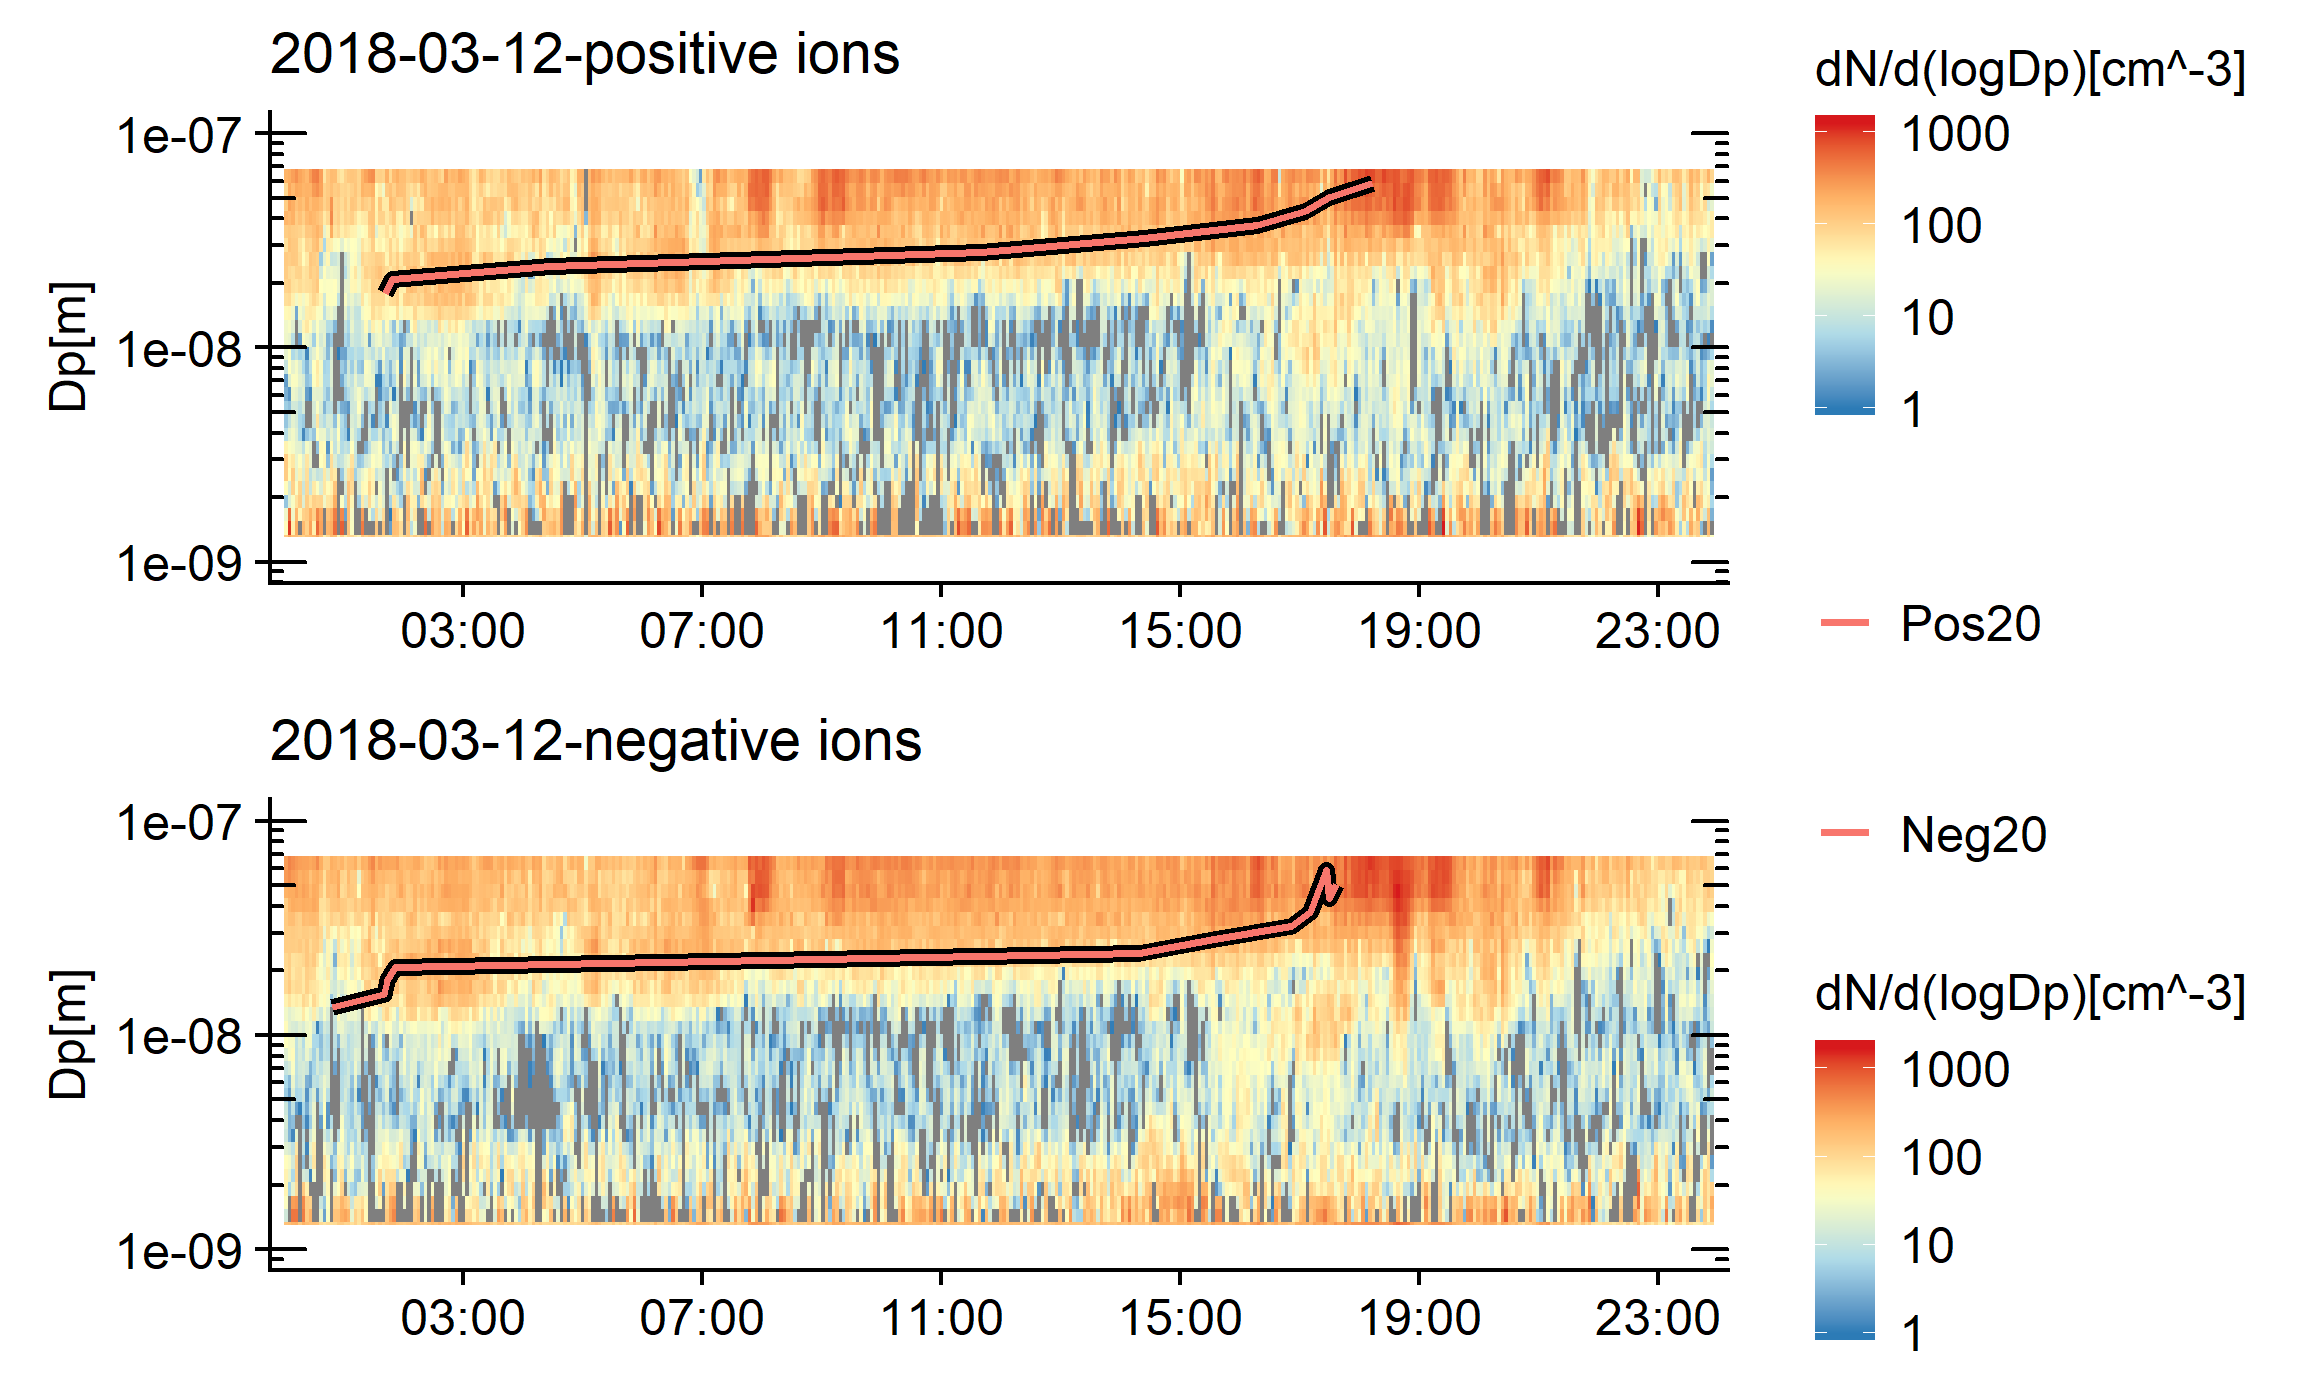 2018-03-12-positive ions
dN/d(logDp)[cm^-3]
1000
100
10
1
Dp[m]
1e-07
1e-08
1e-09
03:00 07:00 11:00 15:00 19:00 23:00
Pos20
2018-03-12-negative ions
Neg20
Dp[m]
1e-07
1e-08
1e-09
03:00 07:00 11:00 15:00 19:00 23:00
dN/d(logDp)[cm^-3]
1000
100
10
1